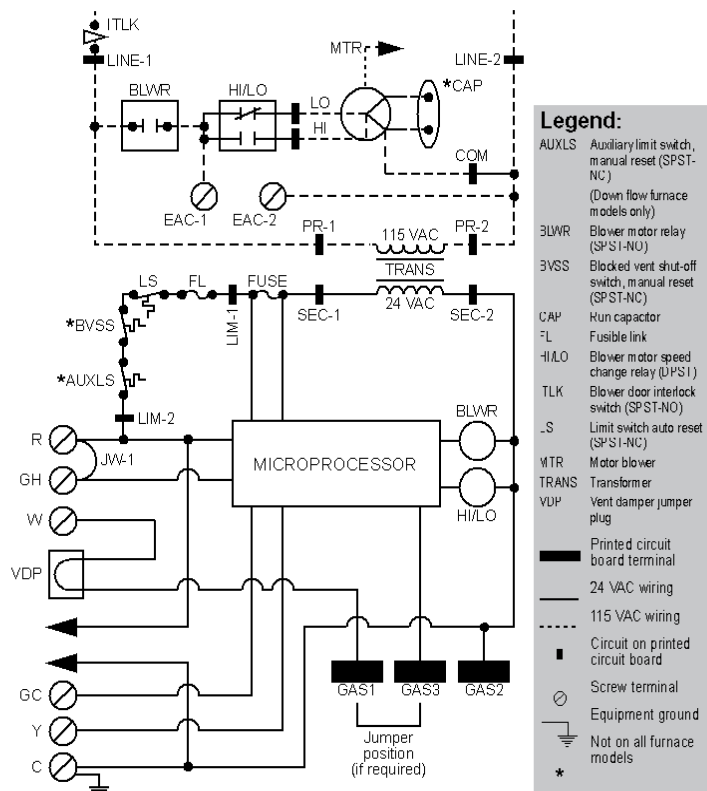 ITLK
LINE-1
MTR
LINE-2
BLWR
HI/LO
*CAP
LO
HI
COM
EAC-1
EAC-2
PR-1
115 VAC
PR-2
TRANS
24 VAC
LS
FL
FUSE
LIM-1
SEC-1
SEC-2
*BVSS
*AUXLS
LIM-2
BLWR
R
JW-1
MICROPROCESSOR
GH
W
HI/LO
VDP
GAS1
GAS3
GAS2
GC
Y
C
Jumper
position
(if required)
Legend:
AUXLS Auxiliary limit switch,
manual reset (SPST-
NC)
(Down flow furnace
models only)
BLWR Blower motor relay
(SPST-NO)
BVSS Blocked vent shut-off
switch, manual reset
(SPST-NC)
CAP Run capacitor
FL Fusible link
HI/LO Blower motor speed
change relay (DPST)
ITLK Blower door interlock
switch (SPST-NO)
LS Limit switch auto reset
(SPST-NC)
MTR Motor blower
TRANS Transformer
VDP Vent damper jumper
plug
Printed circuit
board terminal
24 VAC wiring
115 VAC wiring
Circuit on printed
circuit board
Screw terminal
Equipment ground
Not on all furnace
models
*